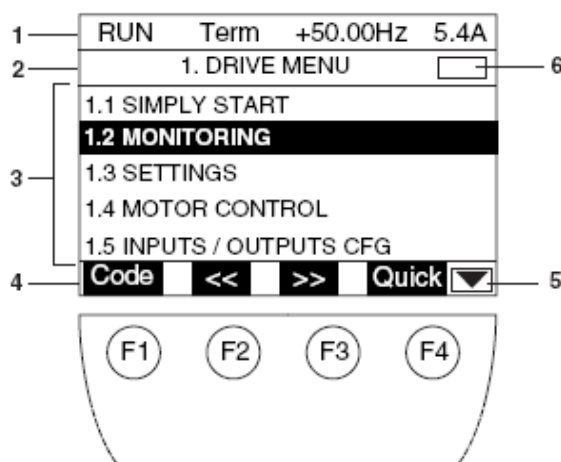 1 RUN Term +50.00Hz 5.4A
2 1. DRIVE MENU 6
1.1 SIMPLY START
1.2 MONITORING
3 1.3 SETTINGS
1.4 MOTOR CONTROL
1.5 INPUTS / OUTPUTS CFG
4 Code << >> Quick 5
F1 F2 F3 F4